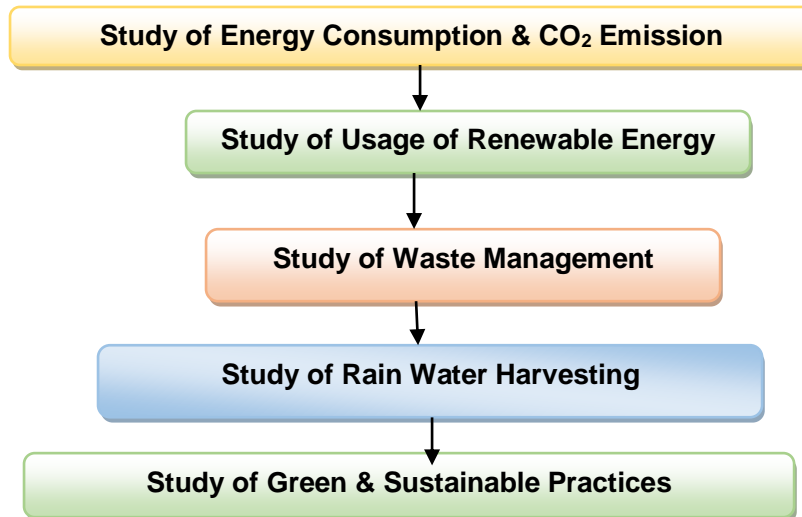 Study of Energy Consumption & CO₂ Emission
Study of Usage of Renewable Energy
Study of Waste Management
Study of Rain Water Harvesting
Study of Green & Sustainable Practices